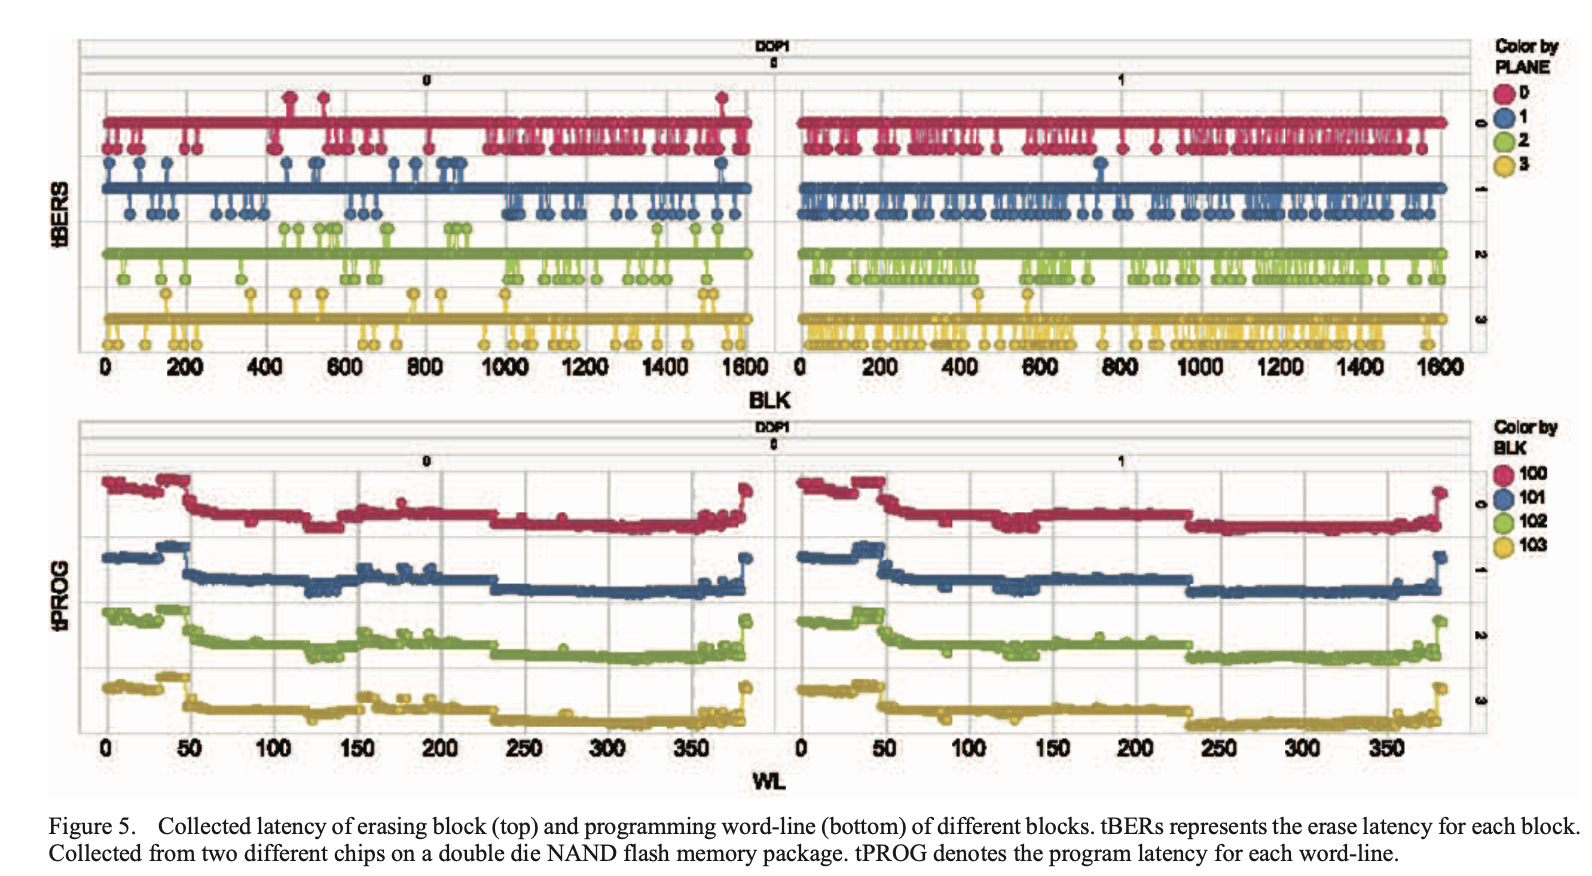 DDP1
0
0 1
tBERS
0
1
2
3
Color by
PLANE
0
1
2
3
0 200 400 600 800 1000 1200 1400 1600 0 200 400 600 800 1000 1200 1400 1600
BLK
DDP1
0
0 1
tPROG
0
1
2
3
Color by
BLK
100
101
102
103
0 50 100 150 200 250 300 350 0 50 100 150 200 250 300 350
WL
Figure 5. Collected latency of erasing block (top) and programming word-line (bottom) of different blocks. tBERs represents the erase latency for each block.
Collected from two different chips on a double die NAND flash memory package. tPROG denotes the program latency for each word-line.